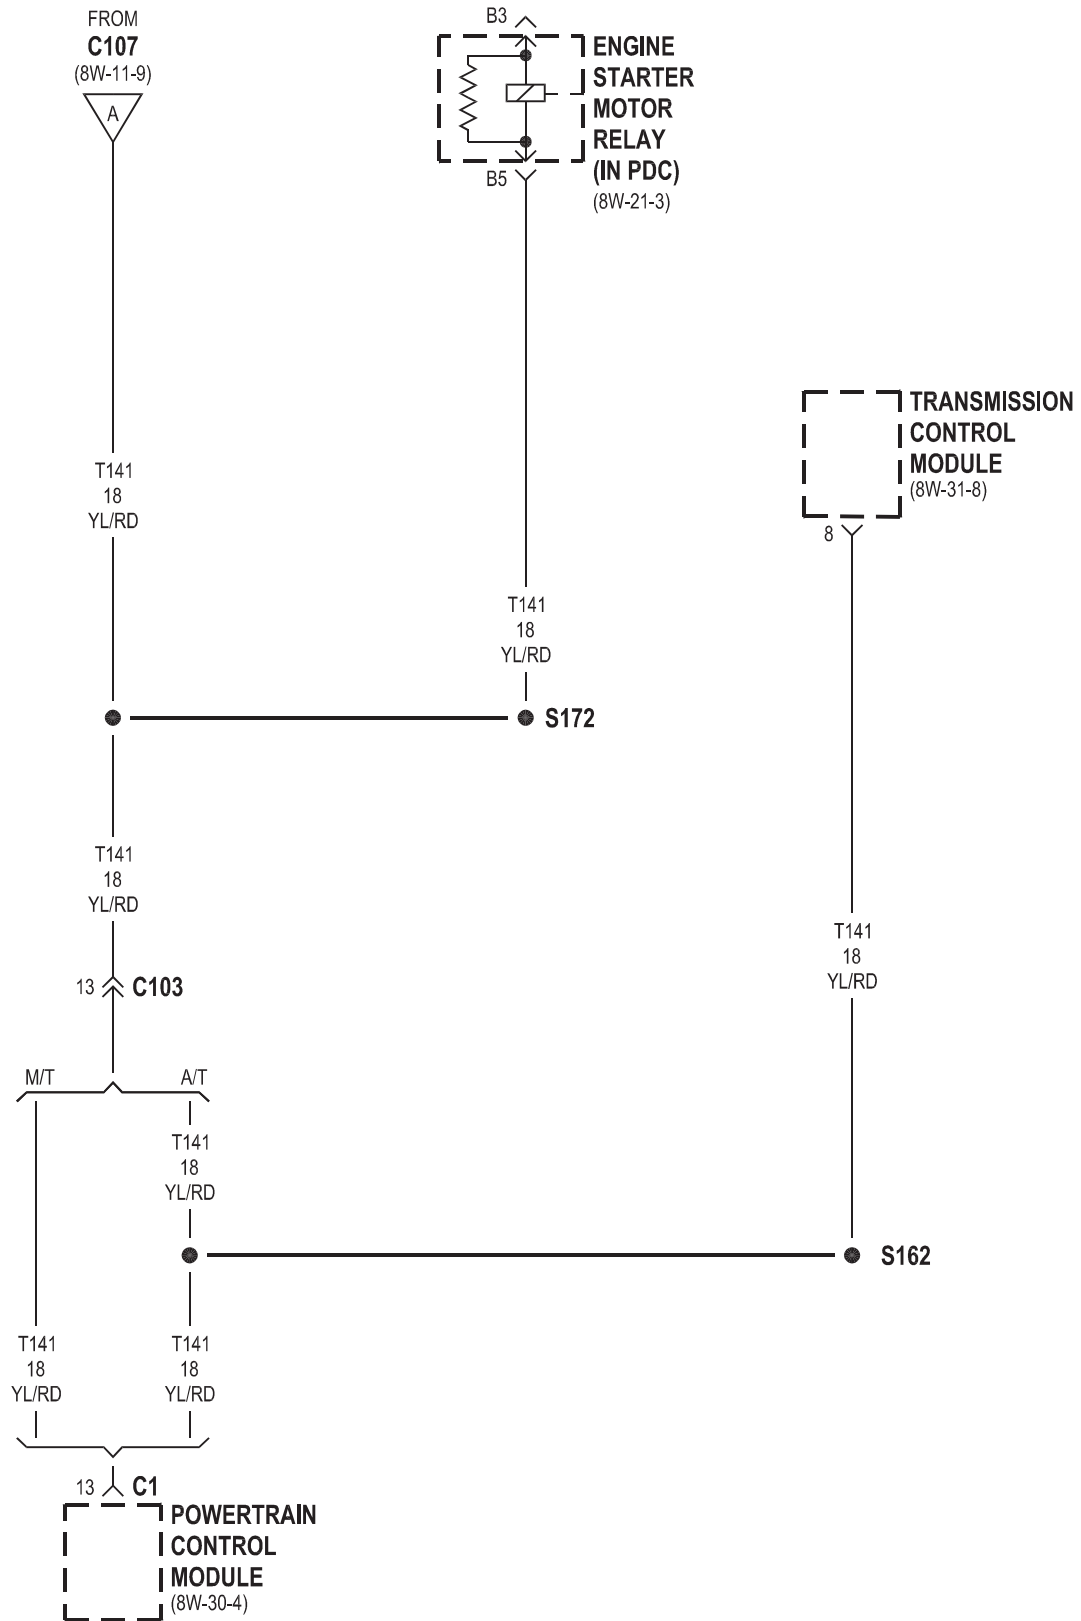 FROM
C107
(8W-11-9)
A
B3
ENGINE
STARTER
MOTOR
RELAY
(IN PDC)
(8W-21-3)
B5
TRANSMISSION
CONTROL
MODULE
(8W-31-8)
8
T141
18
YL/RD
T141
18
YL/RD
S172
T141
18
YL/RD
T141
18
YL/RD
13
C103
M/T
A/T
T141
18
YL/RD
S162
T141
18
YL/RD
T141
18
YL/RD
13
C1
POWERTRAIN
CONTROL
MODULE
(8W-30-4)